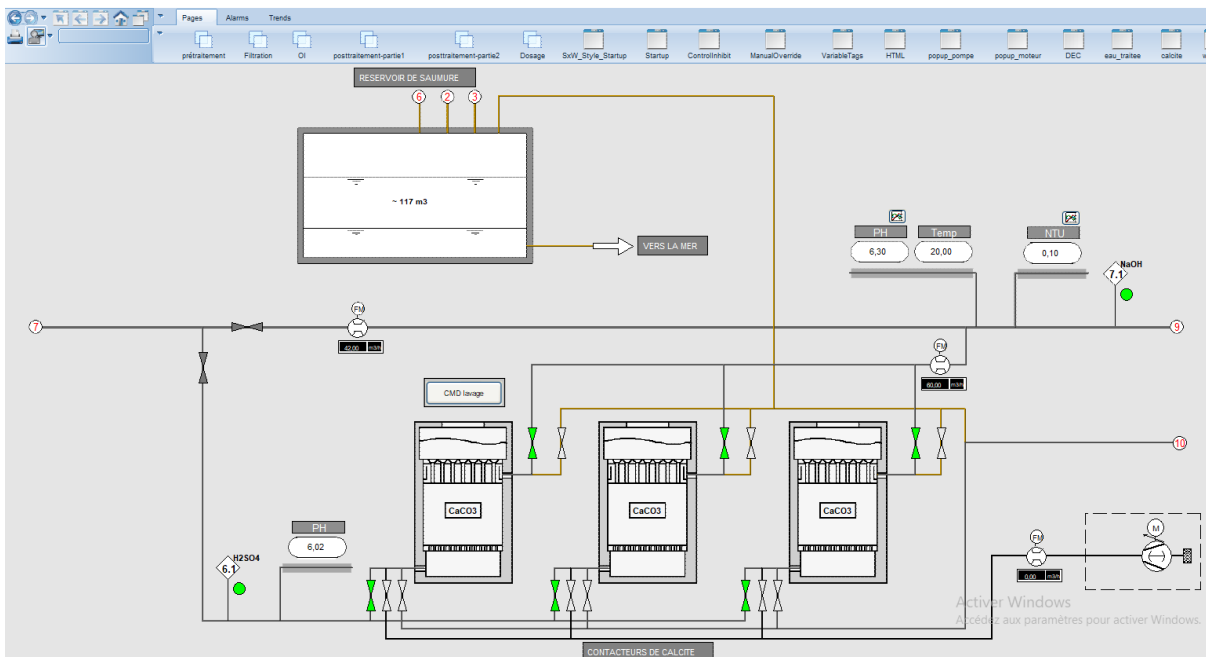 Pages Alarms Trends
prétraitement Filtration OI posttraitement-partie1 posttraitement-partie2 Dosage SxW_Style_Startup Startup ControlInhibit ManualOverride VariableTags HTML popup_pompe popup_moteur DEC eau_traitee calcite
RESERVOIR DE SAUMURE
6 2 3
~ 117 m3
VERS LA MER
PH Temp NTU
6,30 20,00 0,10
NaOH
7.1
7
FM
9
42,00 m3/h
FM
60,00 m3/h
CMD lavage
10
CaCO3 CaCO3 CaCO3
PH
6,02
H2SO4
6.1
FM
M
0,00 m3/h
Activer Windows
Accédez aux paramètres pour activer Windows.
CONTACTEURS DE CALCITE